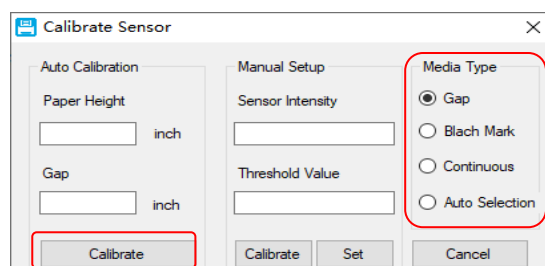 Calibrate Sensor
Auto Calibration
Paper Height
inch
Gap
inch
Calibrate
Manual Setup
Sensor Intensity
Threshold Value
Calibrate
Set
Media Type
Gap
Blach Mark
Continuous
Auto Selection
Cancel